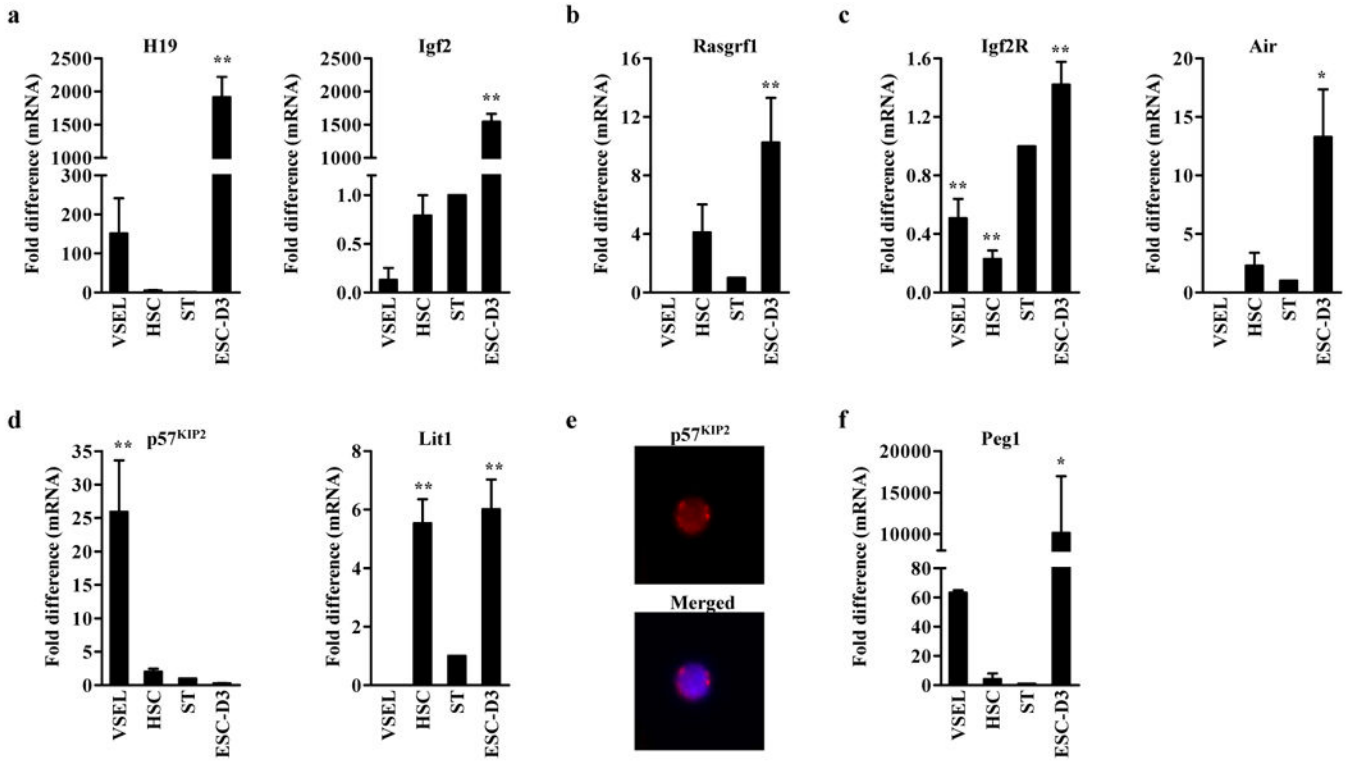 a
H19
**
Fold difference (mRNA)
2500
2000
1500
1000
300
200
100
0
VSEL
HSC
ST
ESC-D3
Igf2
**
Fold difference (mRNA)
2500
2000
1500
1000
1.0
0.5
0.0
VSEL
HSC
ST
ESC-D3
b
Rasgrf1
**
Fold difference (mRNA)
16
12
8
4
0
VSEL
HSC
ST
ESC-D3
c
Igf2R
**
**
**
Fold difference (mRNA)
1.6
1.2
0.8
0.4
0.0
VSEL
HSC
ST
ESC-D3
Air
*
Fold difference (mRNA)
20
15
10
5
0
VSEL
HSC
ST
ESC-D3
d
p57KIP2
**
Fold difference (mRNA)
35
30
25
20
15
10
5
0
VSEL
HSC
ST
ESC-D3
Lit1
**
**
Fold difference (mRNA)
8
6
4
2
0
VSEL
HSC
ST
ESC-D3
e
p57KIP2
Merged
f
Peg1
*
Fold difference (mRNA)
20000
15000
10000
5000
80
60
40
20
0
VSEL
HSC
ST
ESC-D3